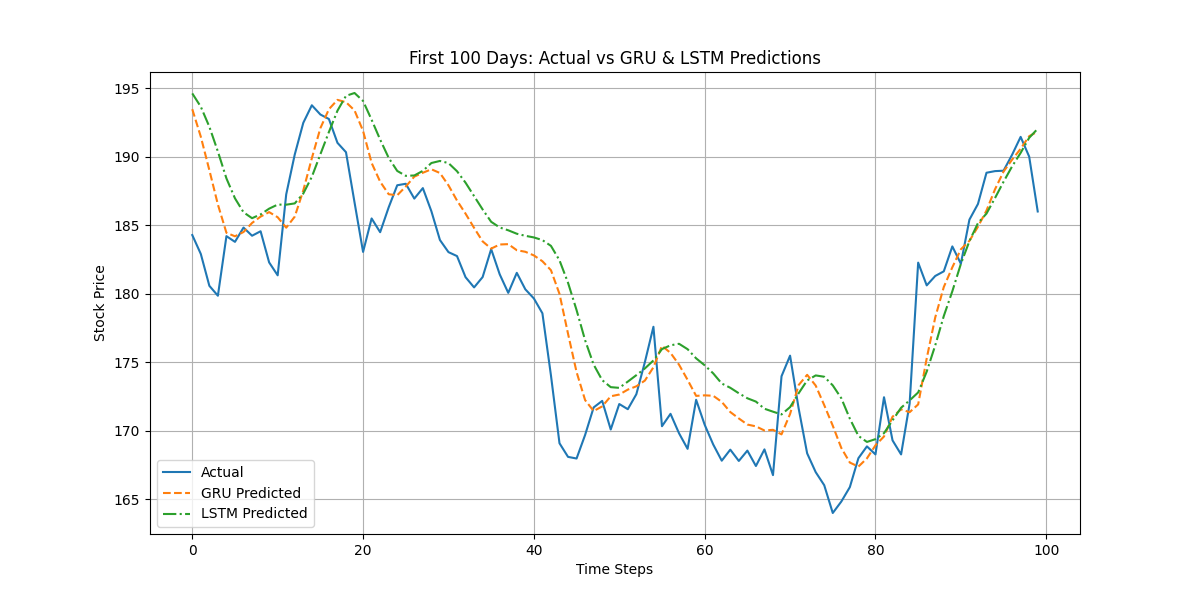 First 100 Days: Actual vs GRU & LSTM Predictions
Stock Price
195
190
185
180
175
170
165
Actual
GRU Predicted
LSTM Predicted
0 20 40 60 80 100
Time Steps